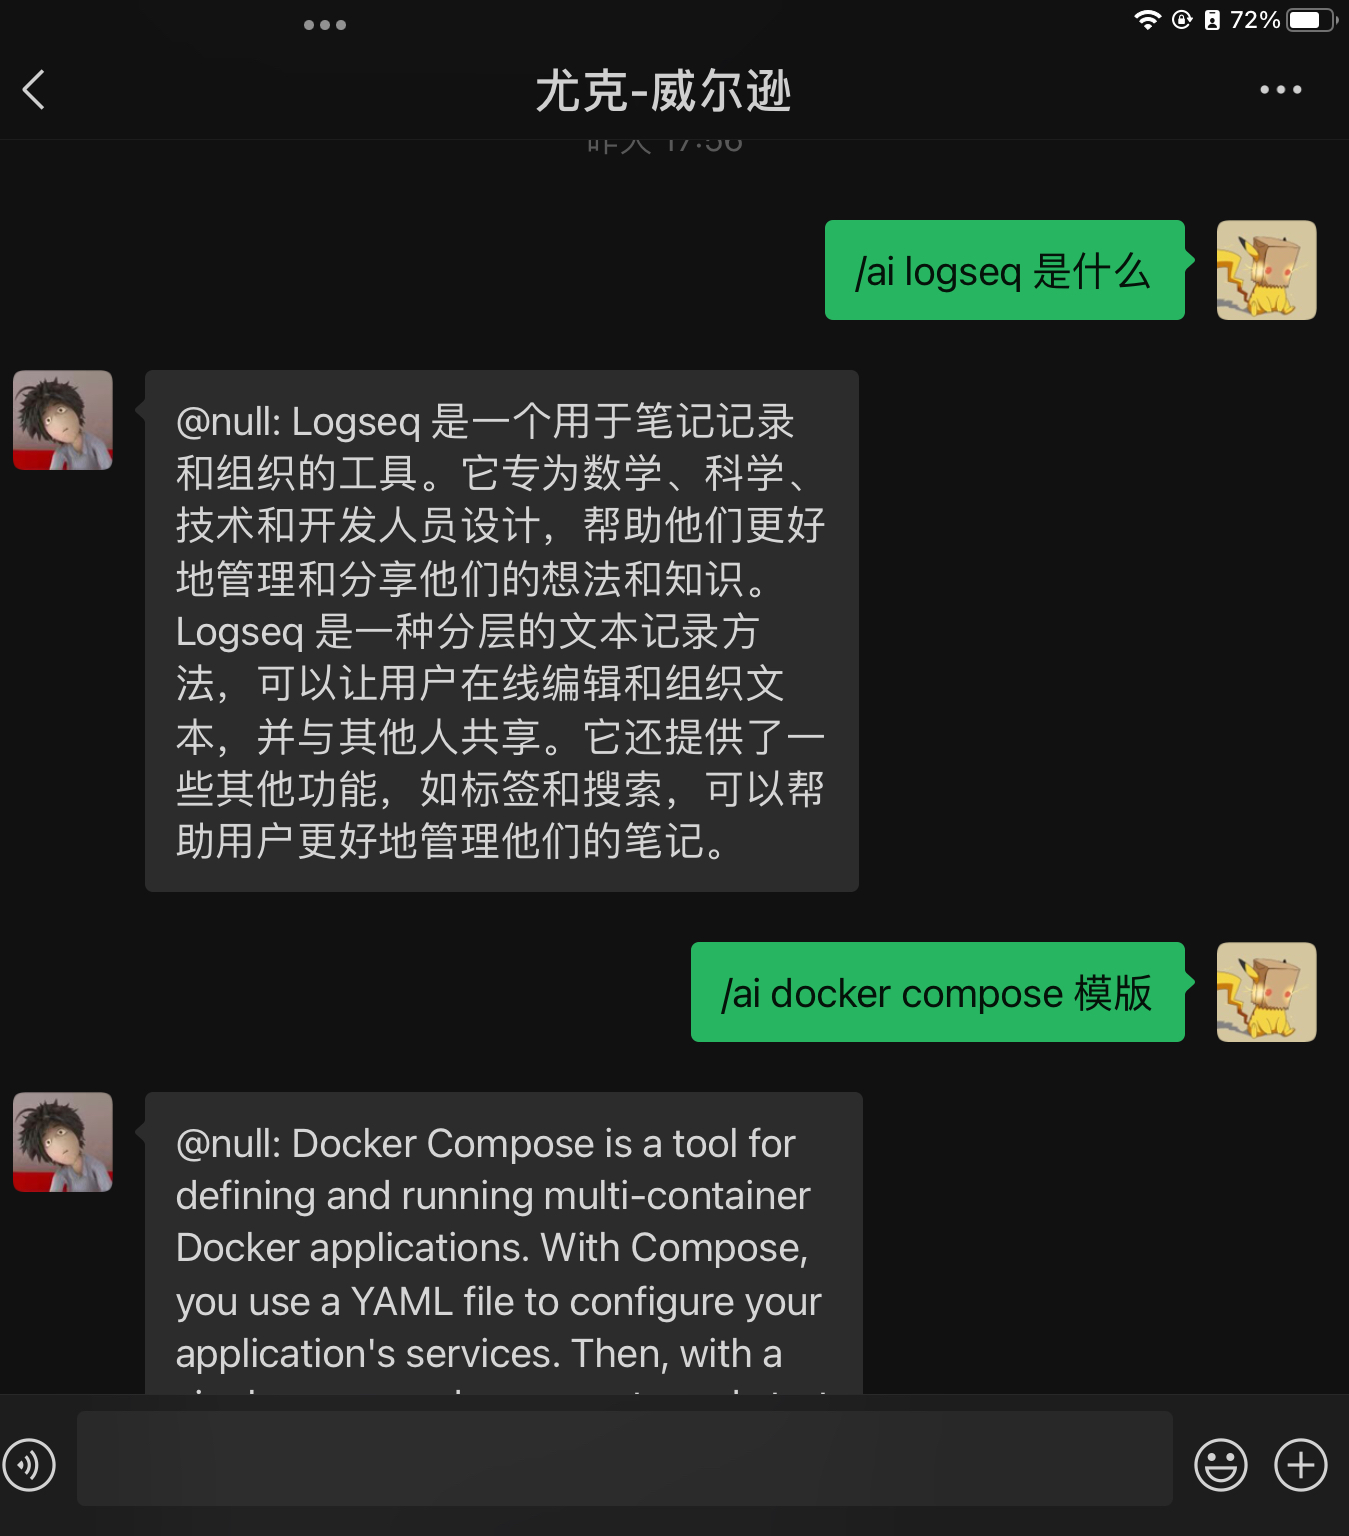 72%
尤克-威尔逊
/ai logseq 是什么
@null: Logseq 是一个用于笔记记录
和组织的工具。它专为数学、科学、
技术和开发人员设计，帮助他们更好
地管理和分享他们的想法和知识。
Logseq 是一种分层的文本记录方
法，可以让用户在线编辑和组织文
本，并与其他人共享。它还提供了一
些其他功能，如标签和搜索，可以帮
助用户更好地管理他们的笔记。
/ai docker compose 模版
@null: Docker Compose is a tool for
defining and running multi-container
Docker applications. With Compose,
you use a YAML file to configure your
application's services. Then, with a